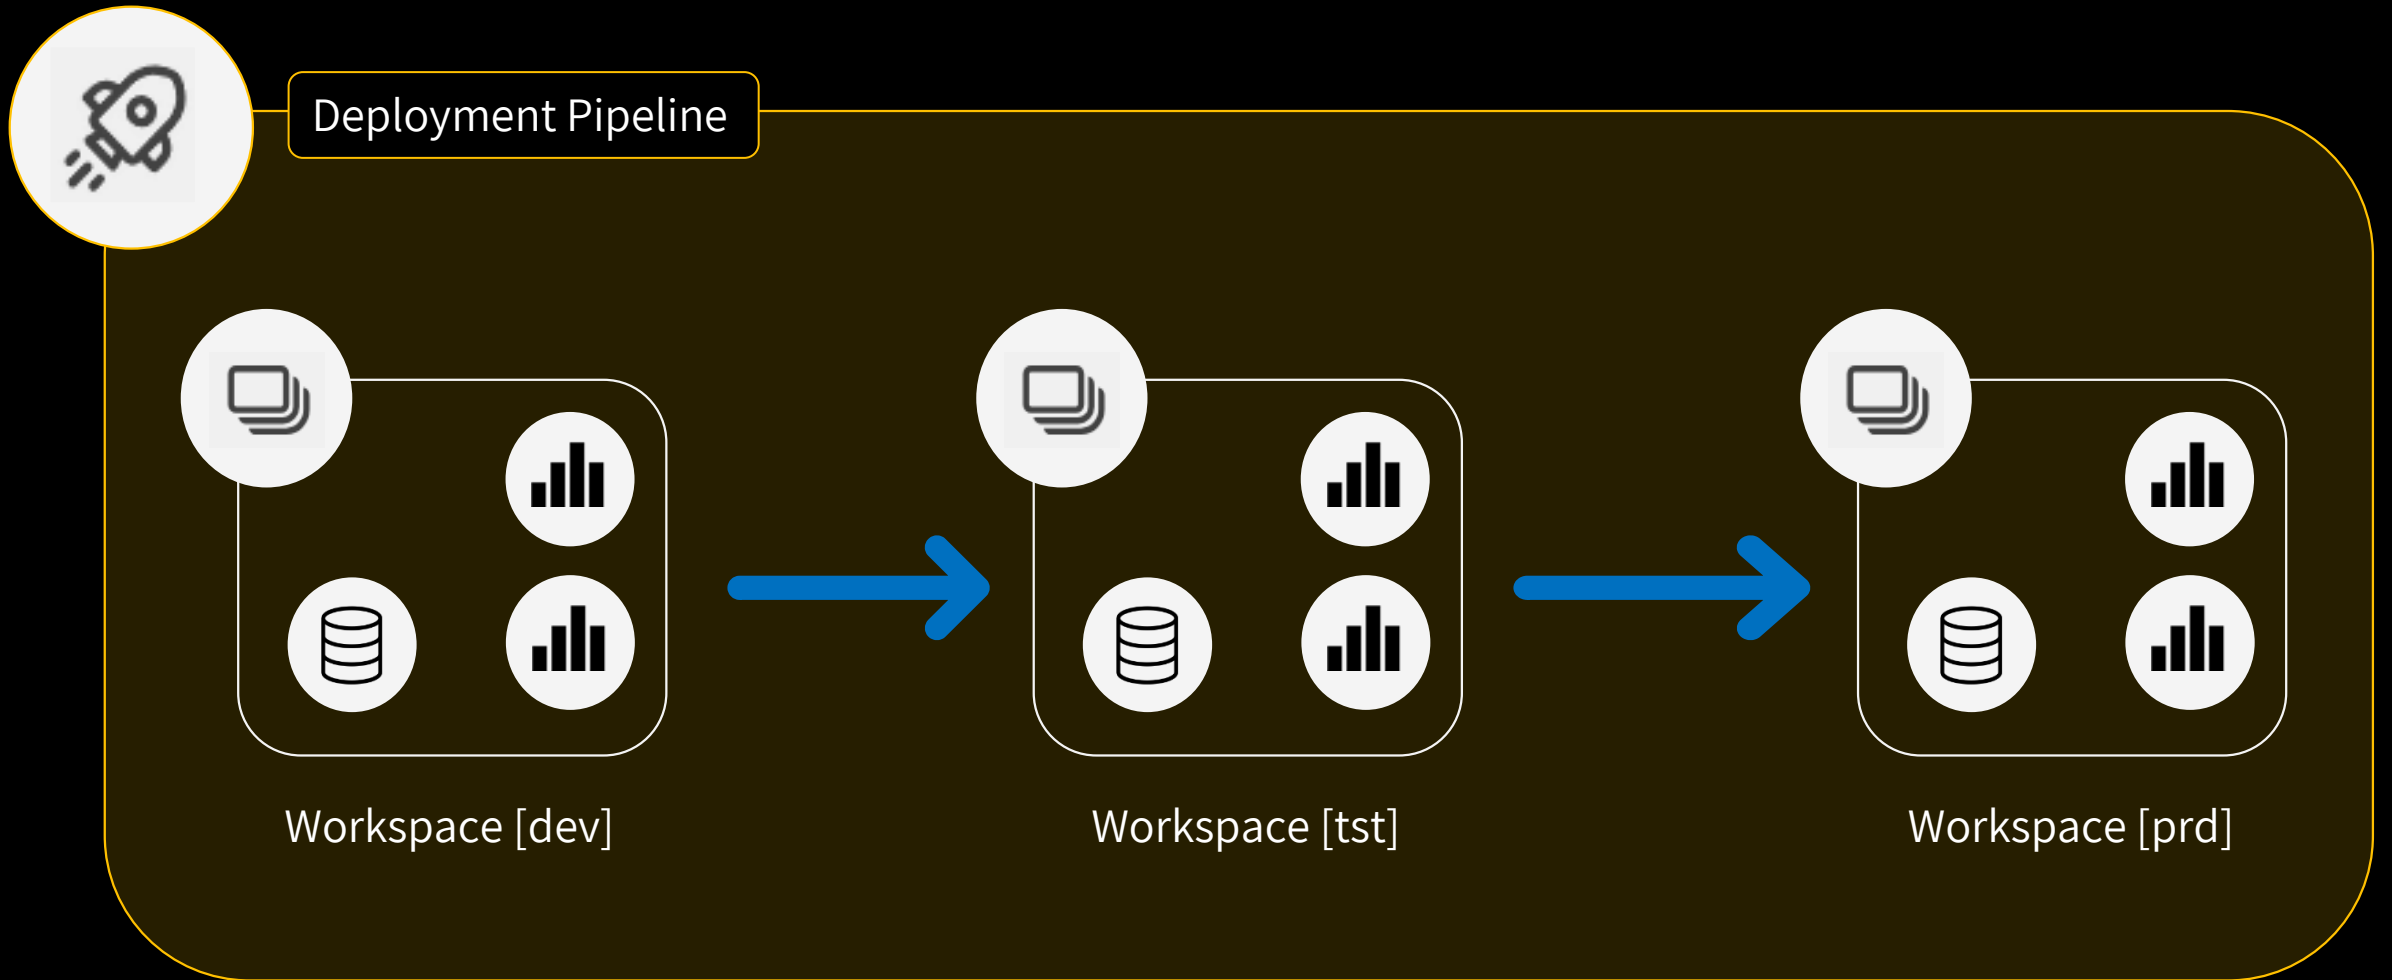 Deployment Pipeline
Workspace [dev]
Workspace [tst]
Workspace [prd]